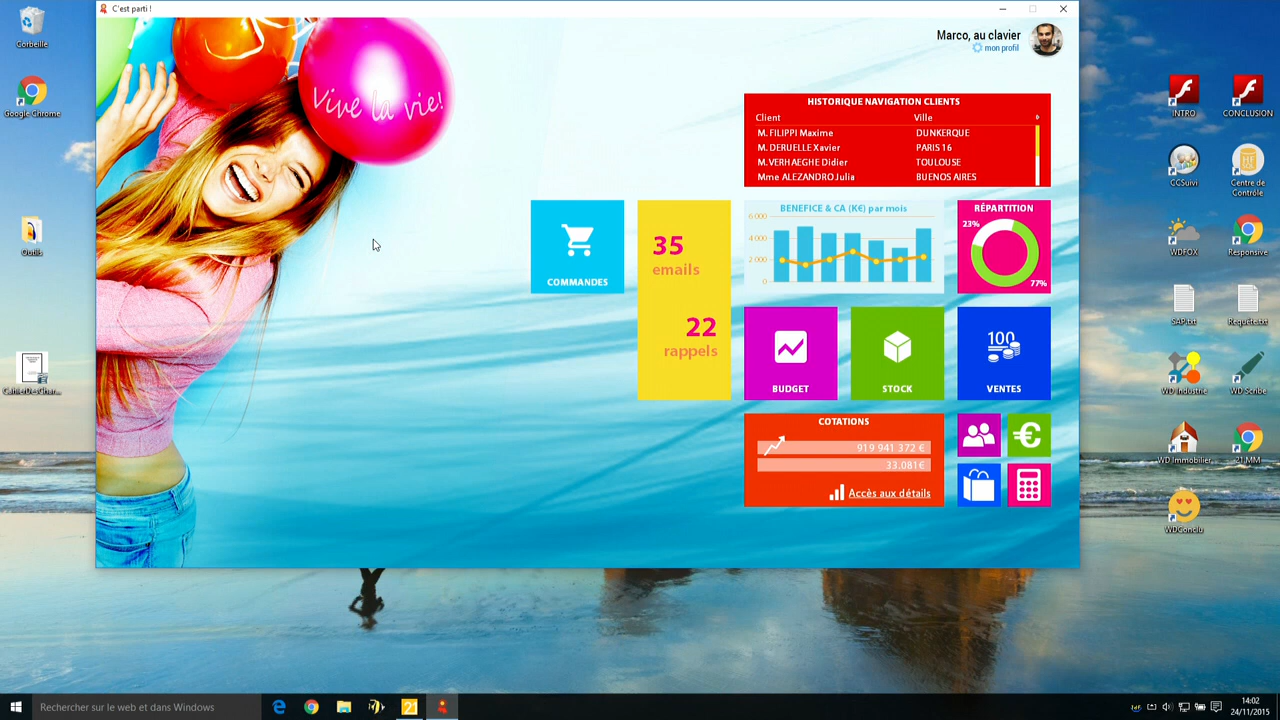 C'est parti !
Marco, au clavier
mon profil
Vive la vie!
HISTORIQUE NAVIGATION CLIENTS
Client Ville
M. FILIPPI Maxime DUNKERQUE
M. DERUELLE Xavier PARIS 16
M.VERHAEGHE Didier TOULOUSE
Mme ALEZANDRO Julia BUENOS AIRES
COMMANDES
35
emails
22
rappels
BENEFICE & CA (K€) par mois
6 000
4 000
2 000
0
RÉPARTITION
23%
77%
BUDGET
STOCK
VENTES
100
COTATIONS
919 941 372 €
33.081€
Accès aux détails
Corbeille
Google Chrome
Outils
CahierDesChar...
INTRO
CONCLUSION
CCSuivi
Centre de
Contrôle
WDFOX
Responsive
SAP.txt
Requête.txt
WD Industrie
WD Scribe
WD Immobilier
21 MM
WDConclu
Rechercher sur le web et dans Windows
21
14:02
24/11/2015